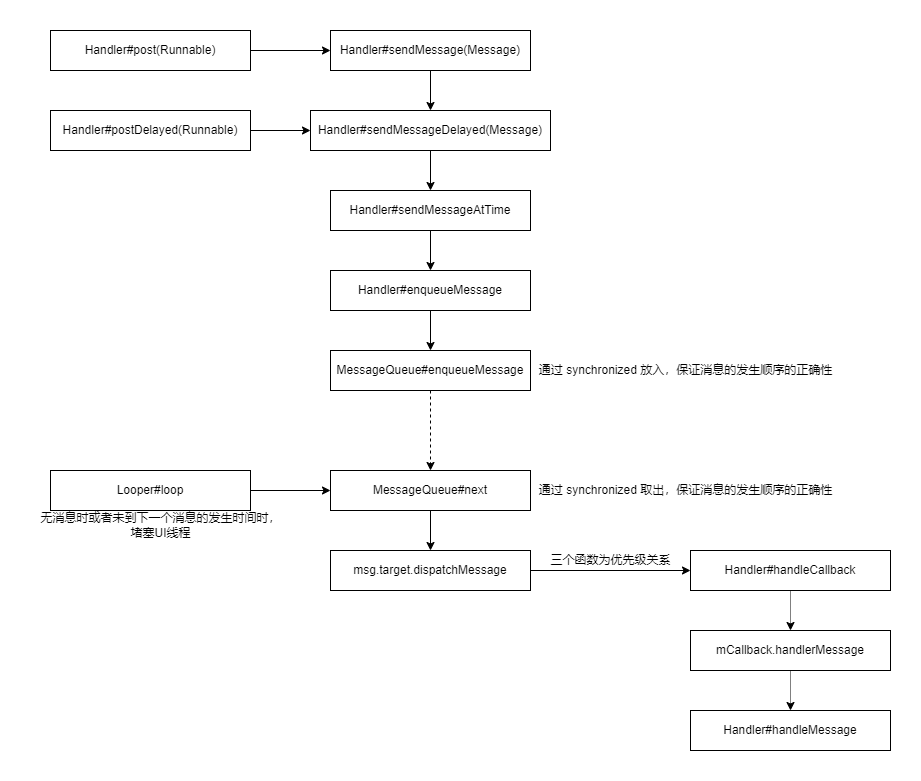 Handler#post(Runnable)
Handler#sendMessage(Message)
Handler#postDelayed(Runnable)
Handler#sendMessageDelayed(Message)
Handler#sendMessageAtTime
Handler#enqueueMessage
MessageQueue#enqueueMessage
通过 synchronized 放入，保证消息的发生顺序的正确性
Looper#loop
MessageQueue#next
通过 synchronized 取出，保证消息的发生顺序的正确性
无消息时或者未到下一个消息的发生时间时，
堵塞UI线程
msg.target.dispatchMessage
三个函数为优先级关系
Handler#handleCallback
mCallback.handlerMessage
Handler#handleMessage